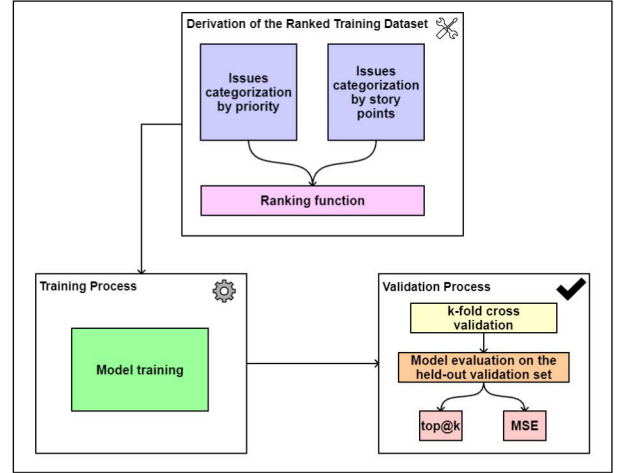 Derivation of the Ranked Training Dataset
Issues
categorization
by priority
Issues
categorization
by story
points
Ranking function
Training Process
Model training
Validation Process
k-fold cross
validation
Model evaluation on the
held-out validation set
top@k
MSE